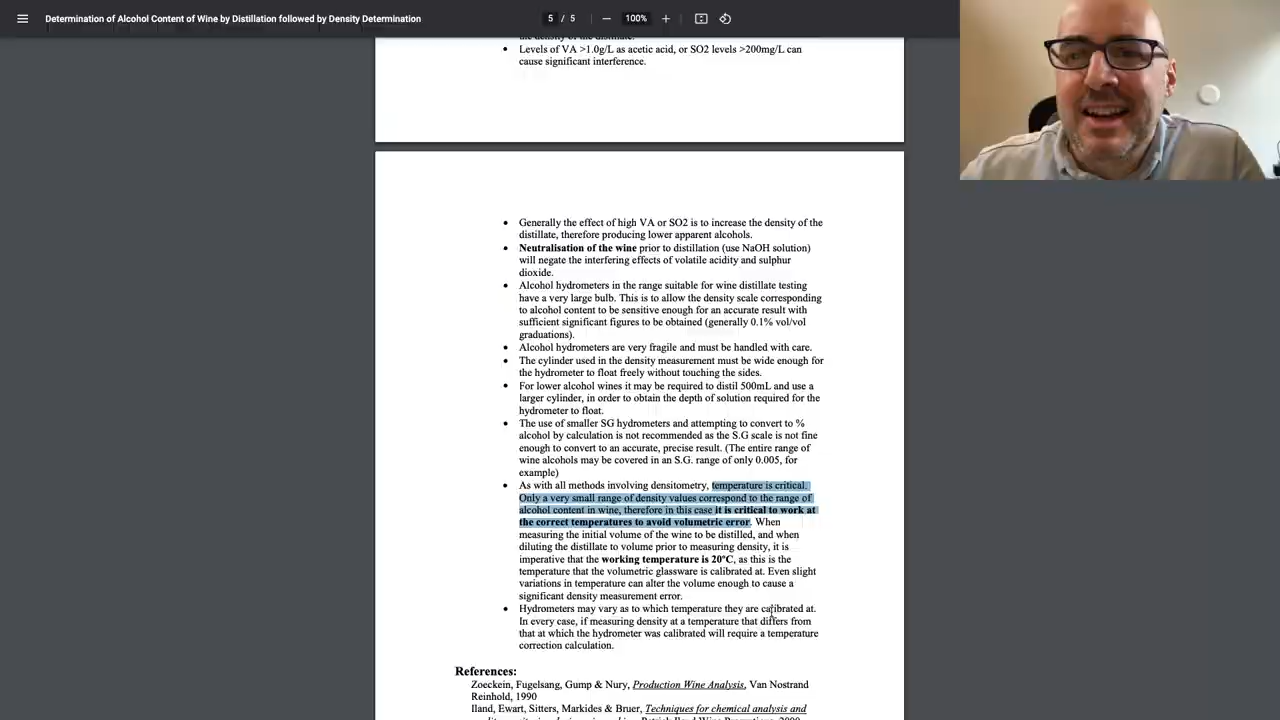 Determination of Alcohol Content of Wine by Distillation followed by Density Determination
5 / 5
100%
the density of the distillate.
• Levels of VA >1.0g/L as acetic acid, or SO2 levels >200mg/L can
cause significant interference.
• Generally the effect of high VA or SO2 is to increase the density of the
distillate, therefore producing lower apparent alcohols.
• Neutralisation of the wine prior to distillation (use NaOH solution)
will negate the interfering effects of volatile acidity and sulphur
dioxide.
• Alcohol hydrometers in the range suitable for wine distillate testing
have a very large bulb. This is to allow the density scale corresponding
to alcohol content to be sensitive enough for an accurate result with
sufficient significant figures to be obtained (generally 0.1% vol/vol
graduations).
• Alcohol hydrometers are very fragile and must be handled with care.
• The cylinder used in the density measurement must be wide enough for
the hydrometer to float freely without touching the sides.
• For lower alcohol wines it may be required to distil 500mL and use a
larger cylinder, in order to obtain the depth of solution required for the
hydrometer to float.
• The use of smaller SG hydrometers and attempting to convert to %
alcohol by calculation is not recommended as the S.G scale is not fine
enough to convert to an accurate, precise result. (The entire range of
wine alcohols may be covered in an S.G. range of only 0.005, for
example)
• As with all methods involving densitometry, temperature is critical.
Only a very small range of density values correspond to the range of
alcohol content in wine, therefore in this case it is critical to work at
the correct temperatures to avoid volumetric error. When
measuring the initial volume of the wine to be distilled, and when
diluting the distillate to volume prior to measuring density, it is
imperative that the working temperature is 20°C, as this is the
temperature that the volumetric glassware is calibrated at. Even slight
variations in temperature can alter the volume enough to cause a
significant density measurement error.
• Hydrometers may vary as to which temperature they are calibrated at.
In every case, if measuring density at a temperature that differs from
that at which the hydrometer was calibrated will require a temperature
correction calculation.
References:
Zoeckein, Fugelsang, Gump & Nury, Production Wine Analysis, Van Nostrand
Reinhold, 1990
Iland, Ewart, Sitters, Markides & Bruer, Techniques for chemical analysis and